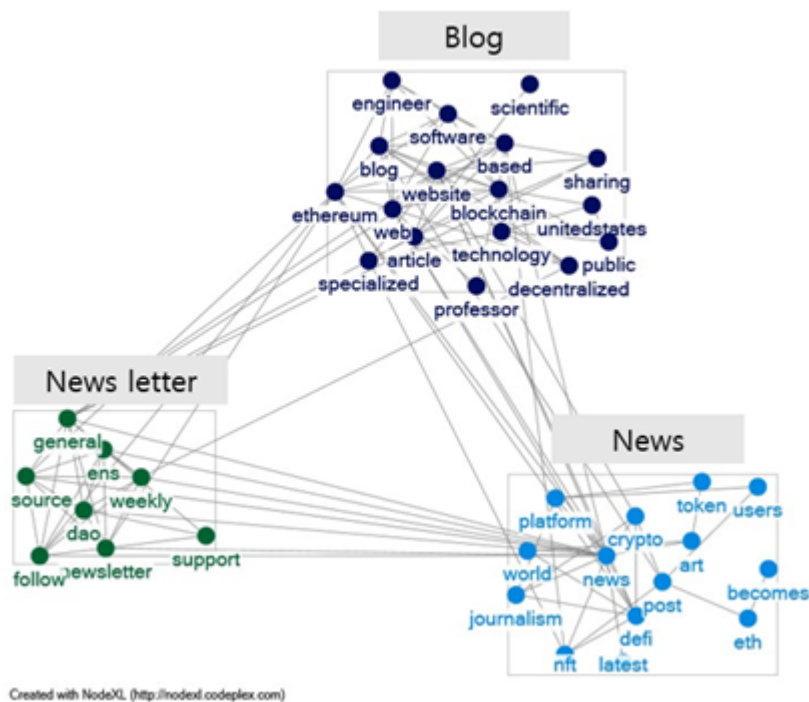 Blog
engineer
scientific
software
blog
based
sharing
website
ethereum
blockchain
web
unitedstates
article
technology
public
specialized
decentralized
professor
News letter
general
ens
source
weekly
dao
support
follow
newsletter
News
token
users
platform
crypto
art
world
news
becomes
journalism
post
defi
eth
nft
latest
Created with NodeXL (http://nodexl.codeplex.com)